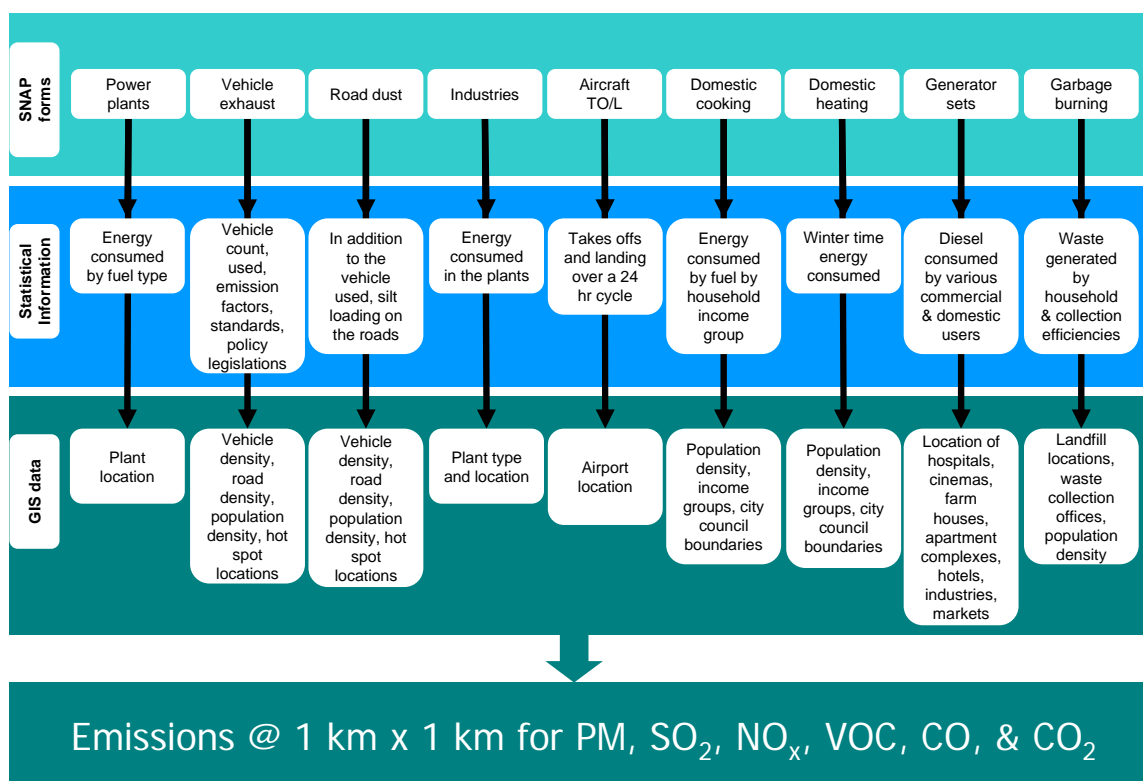 SNAP
forms
Power
plants
Vehicle
exhaust
Road dust
Industries
Aircraft
TO/L
Domestic
cooking
Domestic
heating
Generator
sets
Garbage
burning
Statistical
Information
Energy
consumed
by fuel type
Vehicle
count,
used,
emission
factors,
standards,
policy
legislations
In addition
to the
vehicle
used, silt
loading on
the roads
Energy
consumed
in the plants
Takes offs
and landing
over a 24
hr cycle
Energy
consumed
by fuel by
household
income
group
Winter time
energy
consumed
Diesel
consumed
by various
commercial
& domestic
users
Waste
generated
by
household
& collection
efficiencies
GIS data
Plant
location
Vehicle
density,
road
density,
population
density, hot
spot
locations
Vehicle
density,
road density,
population
density, hot
spot
locations
Plant type
and location
Airport
location
Population
density,
income
groups, city
council
boundaries
Population
density,
income
groups, city
council
boundaries
Location of
hospitals,
cinemas,
farm
houses,
apartment
complexes,
hotels,
industries,
markets
Landfill
locations,
waste
collection
offices,
population
density
Emissions @ 1 km x 1 km for PM, SO₂, NOₓ, VOC, CO, & CO₂